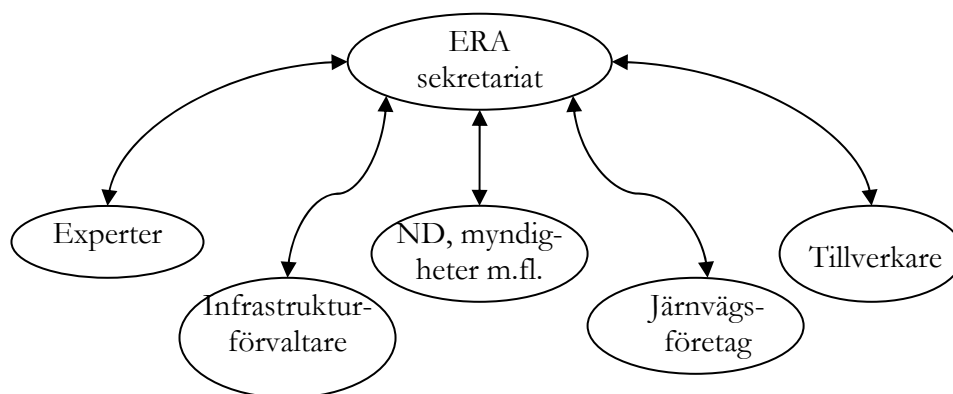 ERA
sekretariat
Experter
ND, myndig-
heter m.fl.
Tillverkare
Infrastruktur-
förvaltare
Järnvägs-
företag